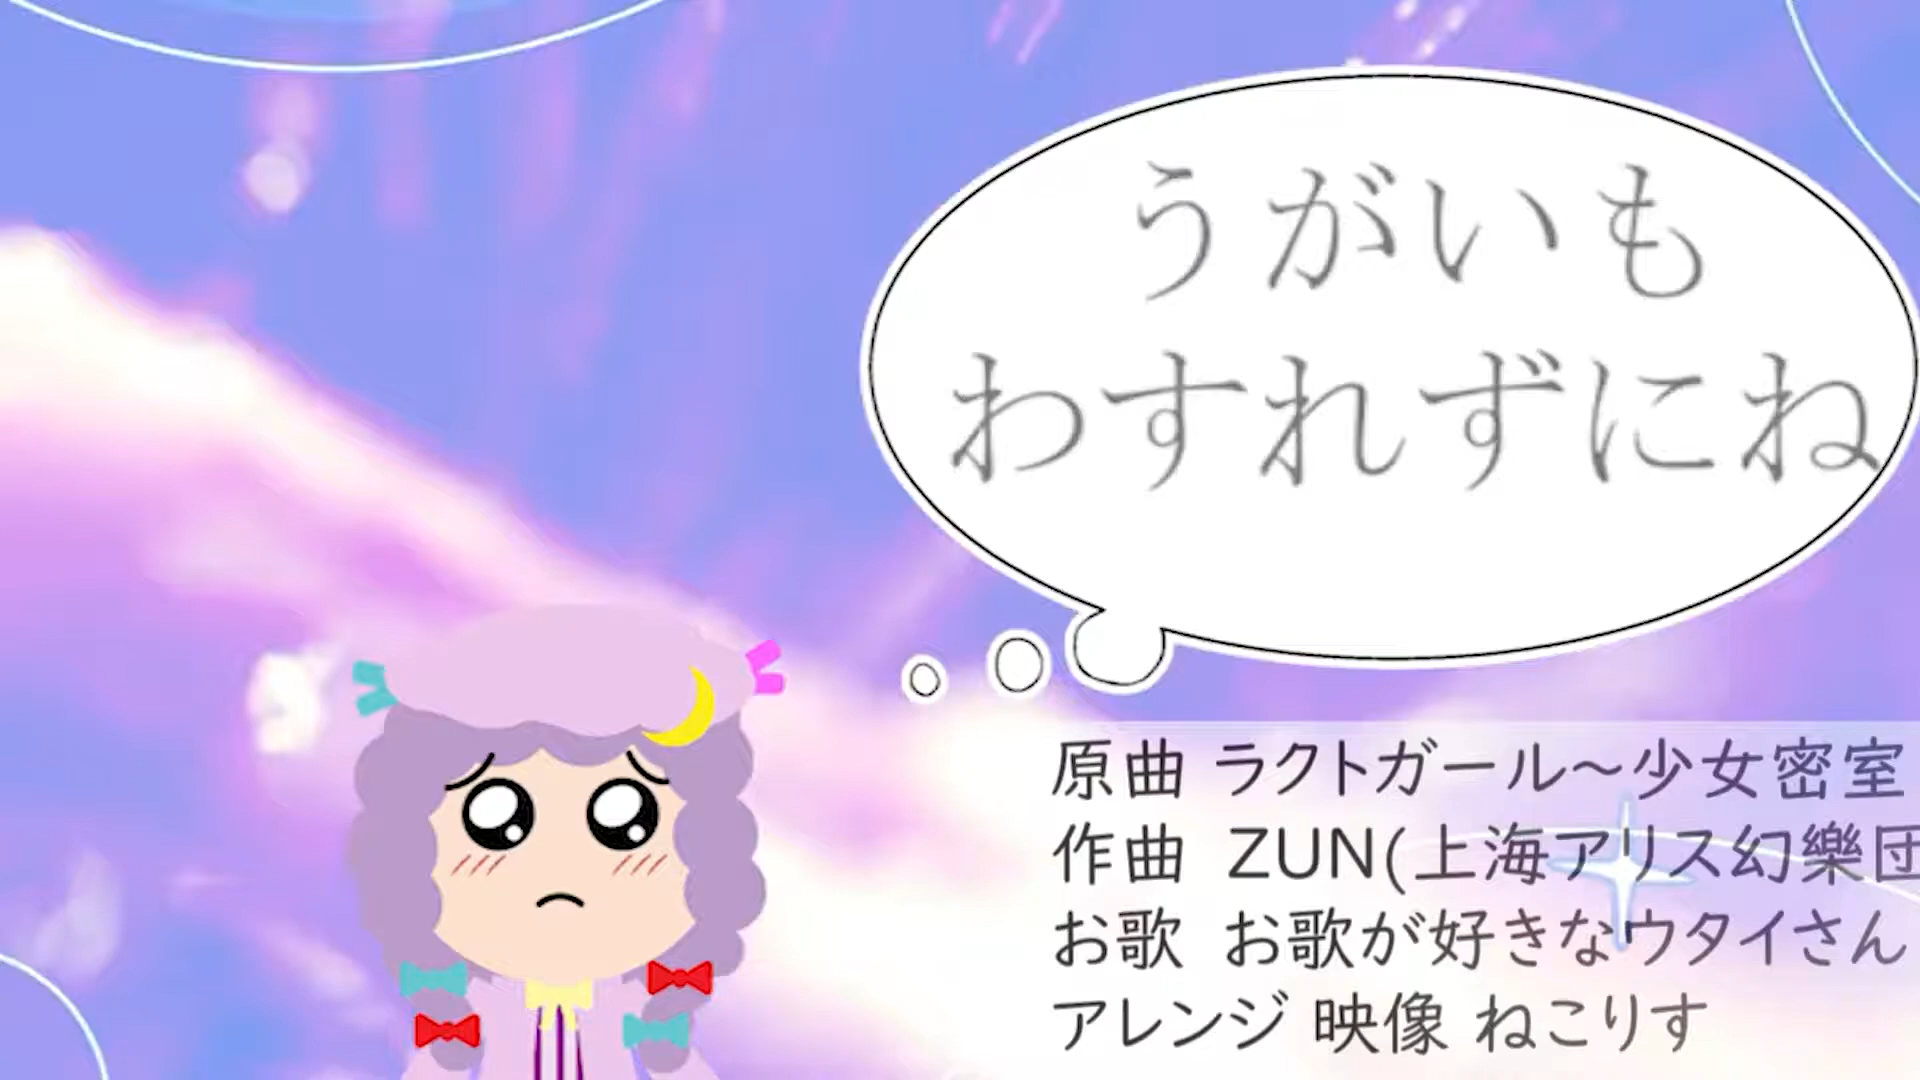 うがいも
わすれずにね
原曲 ラクトガール～少女密室
作曲 ZUN(上海アリス幻樂団
お歌 お歌が好きなウタイさん
アレンジ 映像 ねこりす